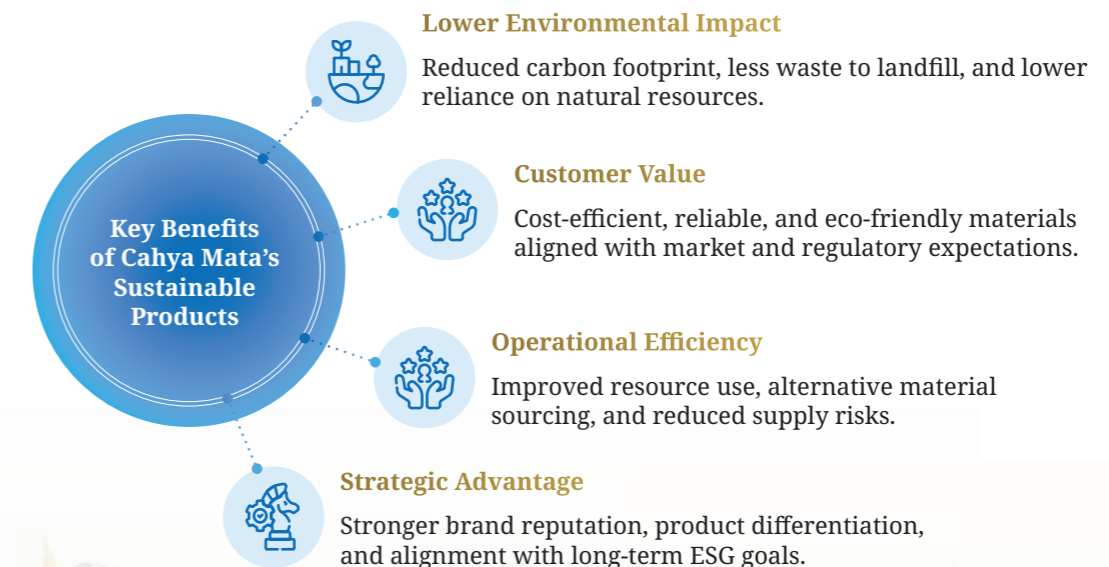 Lower Environmental Impact
Reduced carbon footprint, less waste to landfill, and lower
reliance on natural resources.
Customer Value
Cost-efficient, reliable, and eco-friendly materials
aligned with market and regulatory expectations.
Key Benefits
of Cahya Mata’s
Sustainable
Products
Operational Efficiency
Improved resource use, alternative material
sourcing, and reduced supply risks.
Strategic Advantage
Stronger brand reputation, product differentiation,
and alignment with long-term ESG goals.